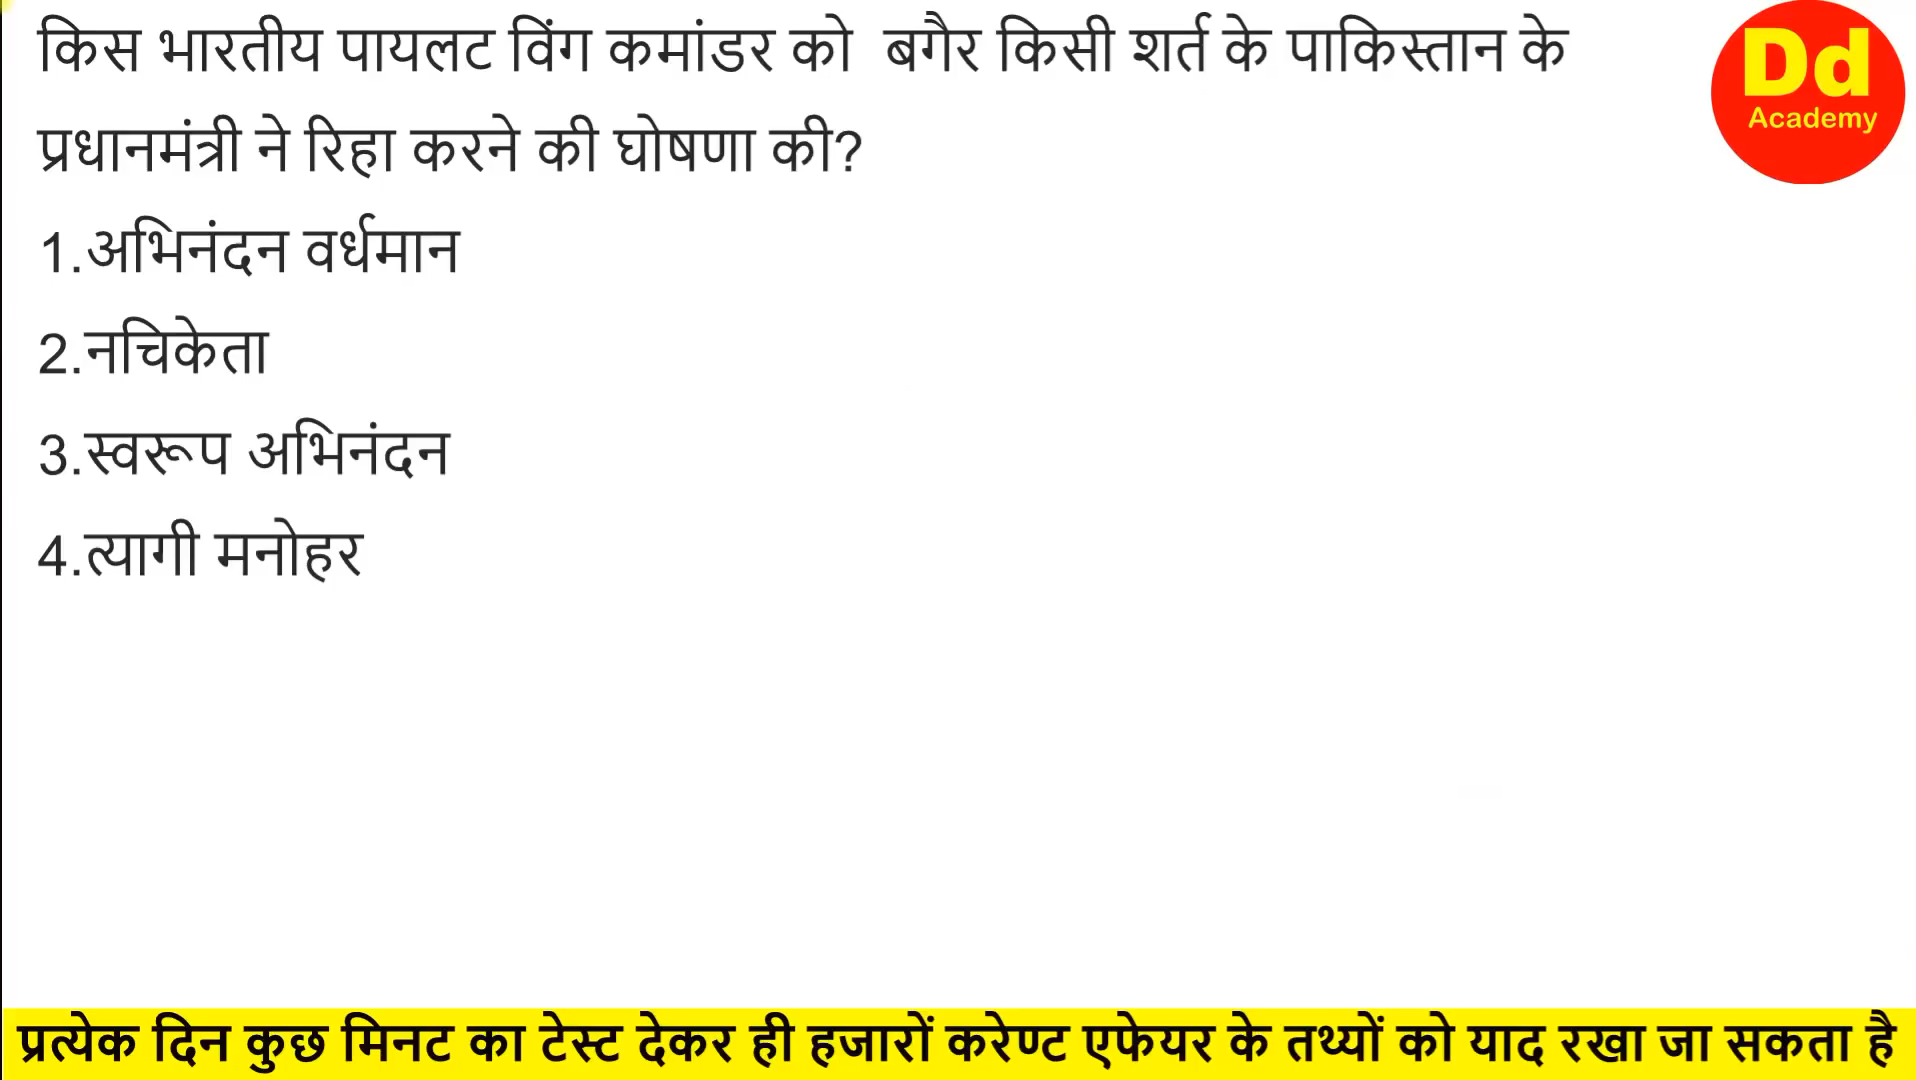 किस भारतीय पायलट विंग कमांडर को  बगैर किसी शर्त के पाकिस्तान के
प्रधानमंत्री ने रिहा करने की घोषणा की?
Dd
Academy
1.अभिनंदन वर्धमान
2.नचिकेता
3.स्वरूप अभिनंदन
4.त्यागी मनोहर
प्रत्येक दिन कुछ मिनट का टेस्ट देकर ही हजारों करेण्ट एफेयर के तथ्यों को याद रखा जा सकता है